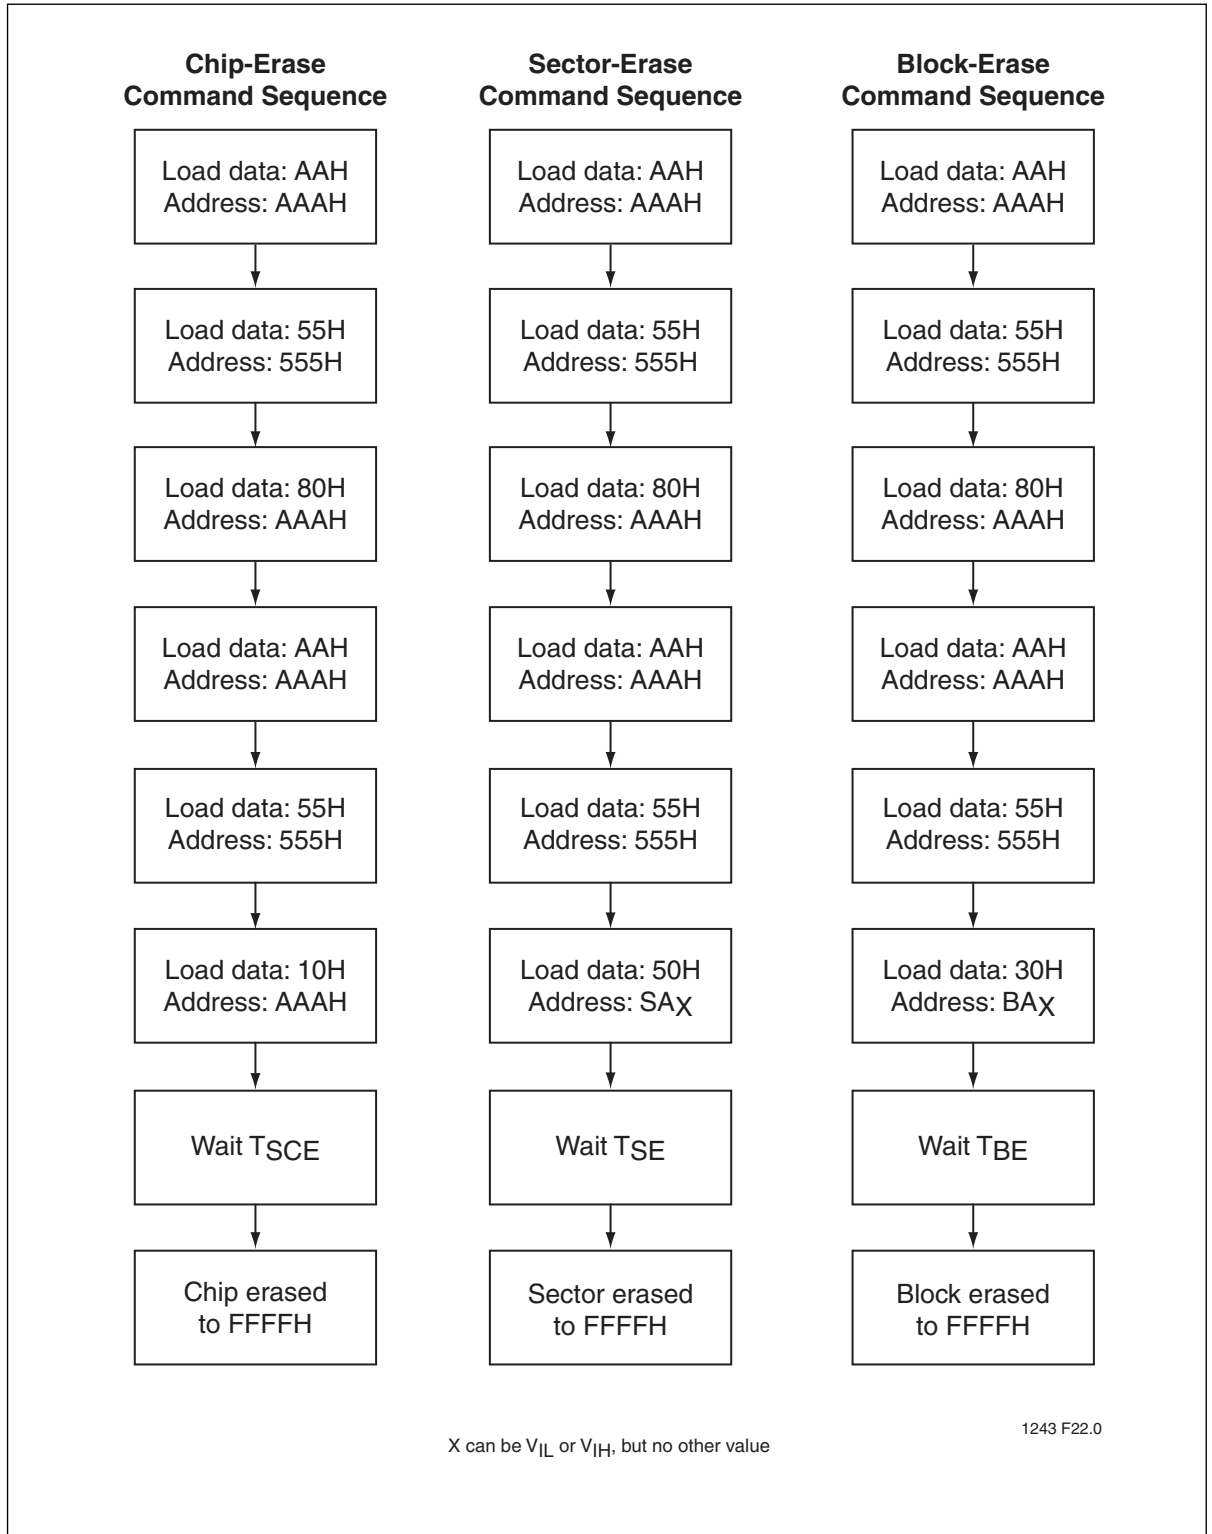 Chip-Erase
Command Sequence
Load data: AAH
Address: AAAH
Load data: 55H
Address: 555H
Load data: 80H
Address: AAAH
Load data: AAH
Address: AAAH
Load data: 55H
Address: 555H
Load data: 10H
Address: AAAH
Wait TSCE
Chip erased
to FFFFH
Sector-Erase
Command Sequence
Load data: AAH
Address: AAAH
Load data: 55H
Address: 555H
Load data: 80H
Address: AAAH
Load data: AAH
Address: AAAH
Load data: 55H
Address: 555H
Load data: 50H
Address: SAX
Wait TSE
Sector erased
to FFFFH
Block-Erase
Command Sequence
Load data: AAH
Address: AAAH
Load data: 55H
Address: 555H
Load data: 80H
Address: AAAH
Load data: AAH
Address: AAAH
Load data: 55H
Address: 555H
Load data: 30H
Address: BAX
Wait TBE
Block erased
to FFFFH
1243 F22.0
X can be VIL or VIH, but no other value